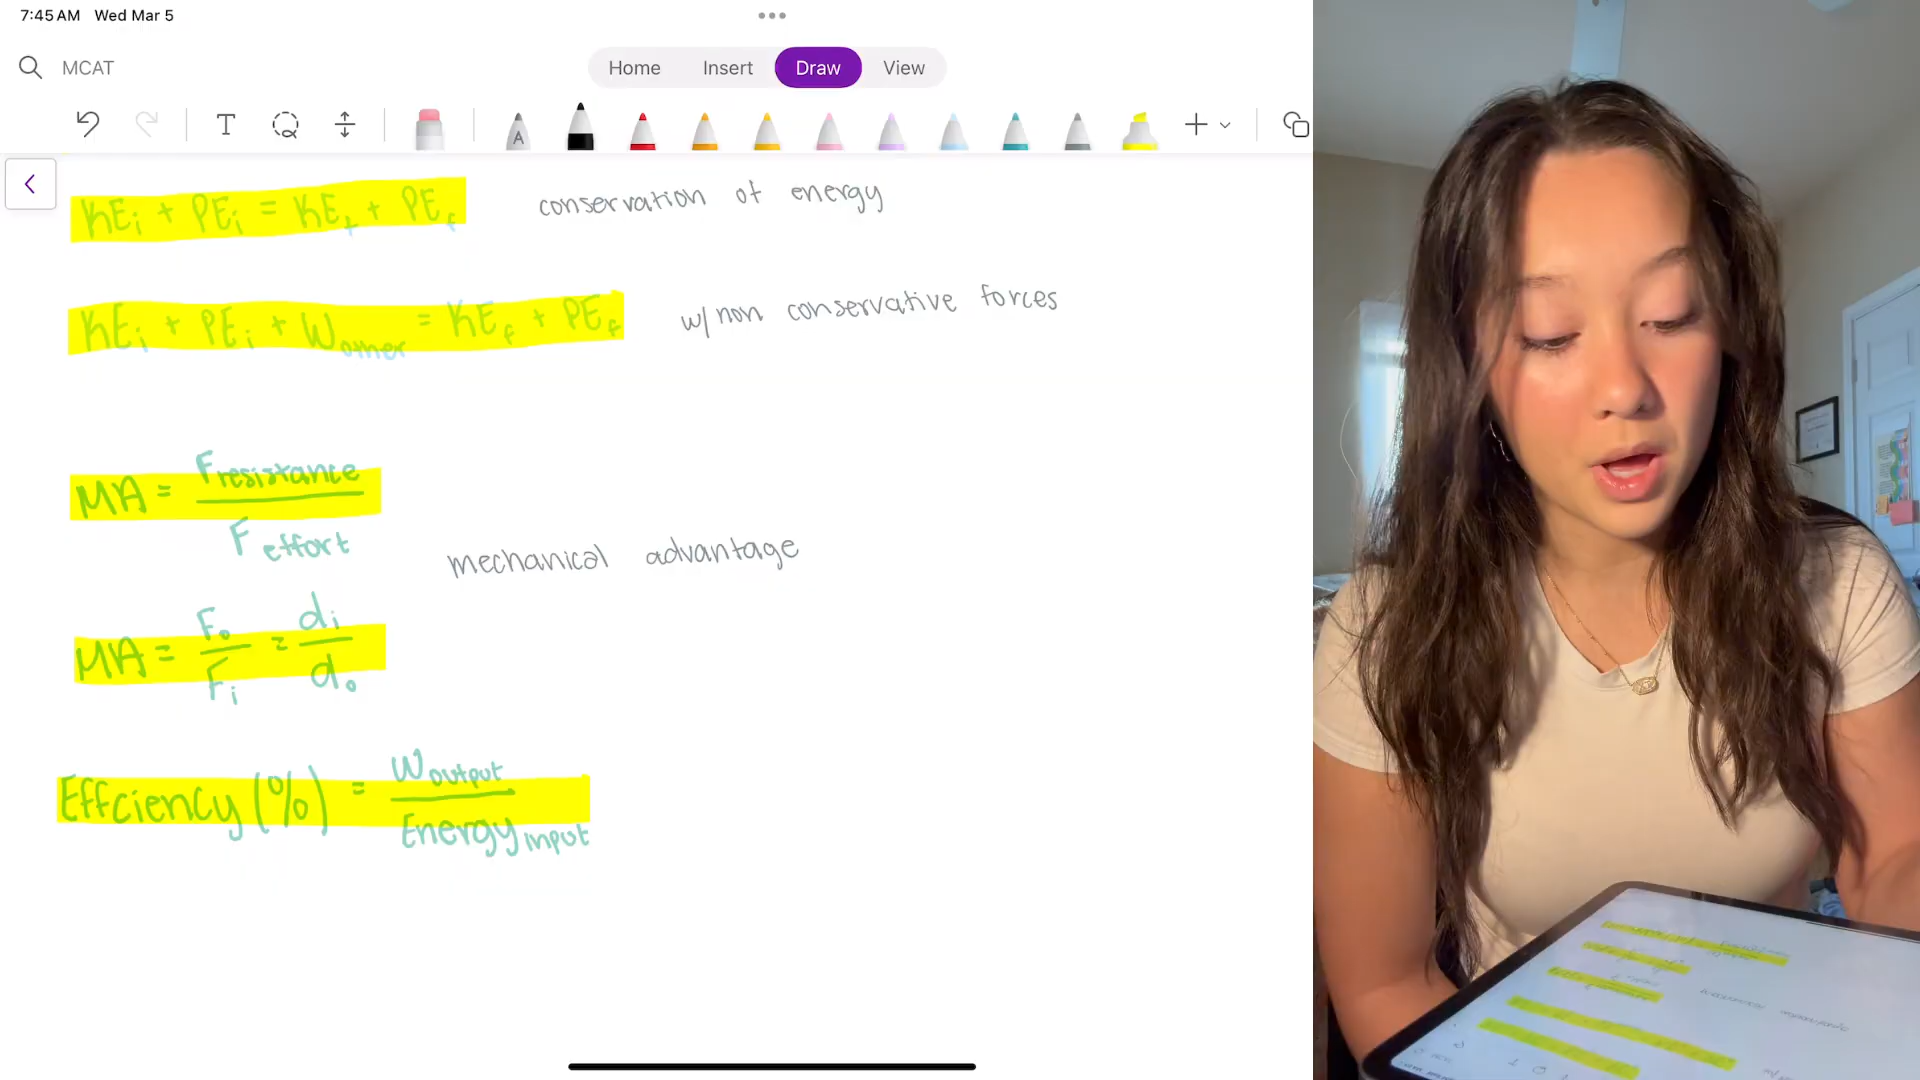 7:45 AM Wed Mar 5
MCAT
Home Insert Draw View
T
A
KEi + PEi = KEf + PEf conservation of energy
KEi + PEi + Wother = KEf + PEf w/ non conservative forces
MA = Fresistance
F effort
mechanical advantage
MA = Fo = di
Fi do
Effciency (%) = Woutput
Energy input